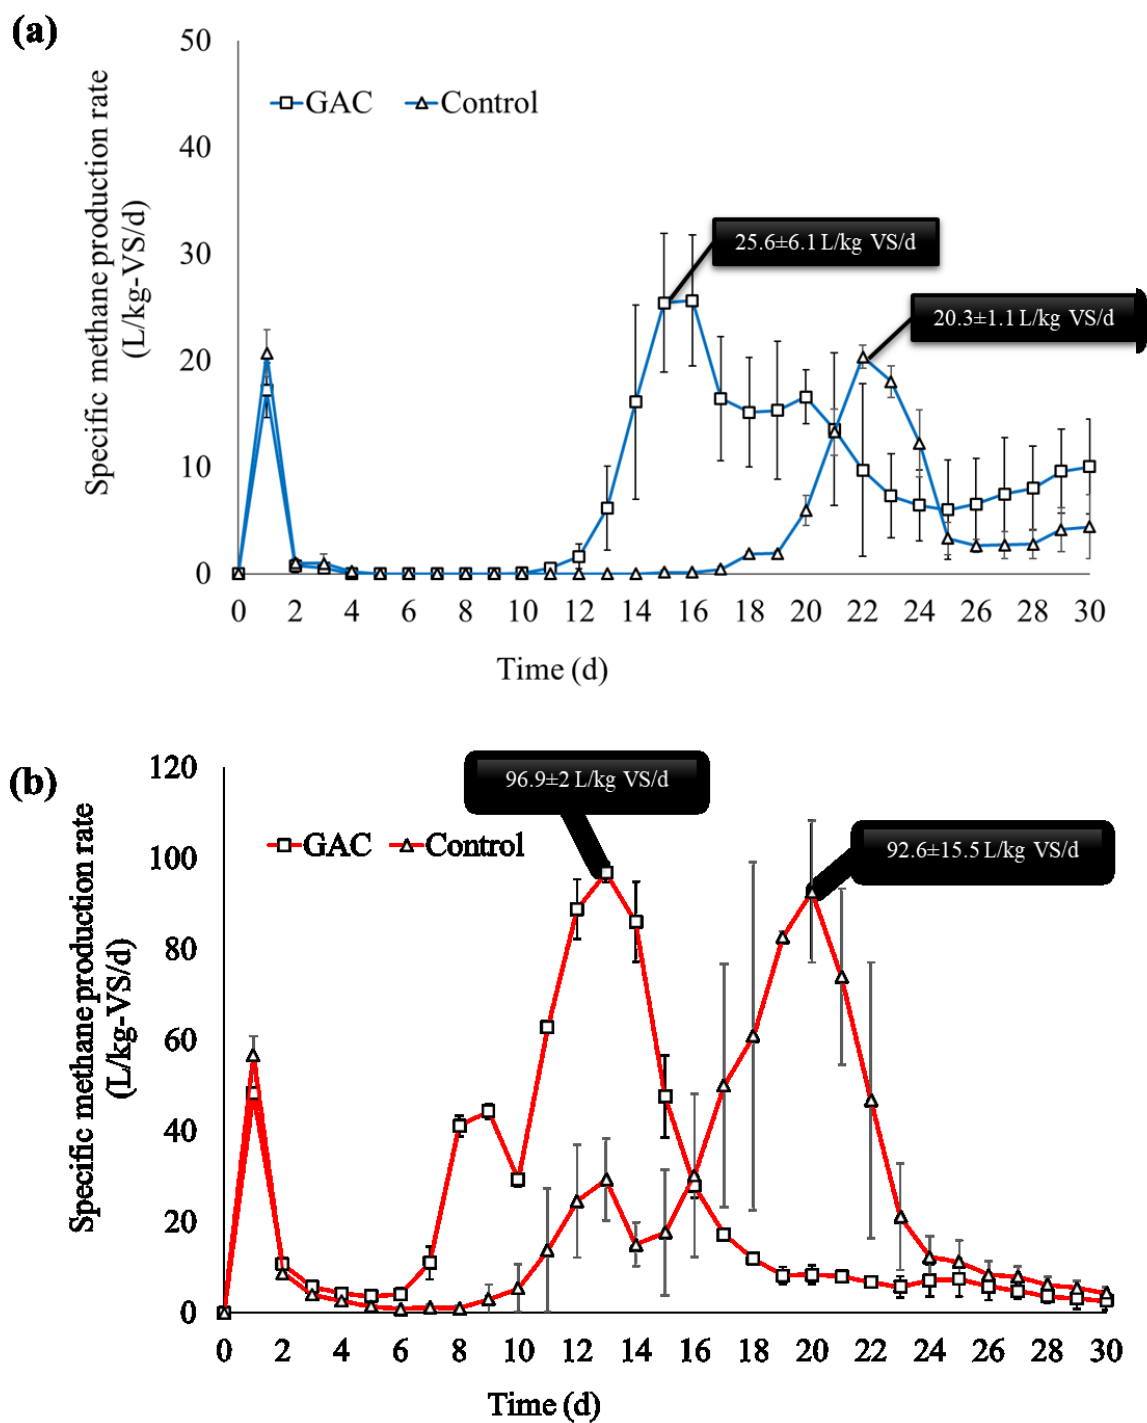 (a)
Specific methane production rate
(L/kg-VS/d)
50
40
30
20
10
0
GAC
Control
25.6±6.1 L/kg VS/d
20.3±1.1 L/kg VS/d
0 2 4 6 8 10 12 14 16 18 20 22 24 26 28 30
Time (d)
(b)
Specific methane production rate
(L/kg-VS/d)
120
100
80
60
40
20
0
GAC
Control
96.9±2 L/kg VS/d
92.6±15.5 L/kg VS/d
0 2 4 6 8 10 12 14 16 18 20 22 24 26 28 30
Time (d)